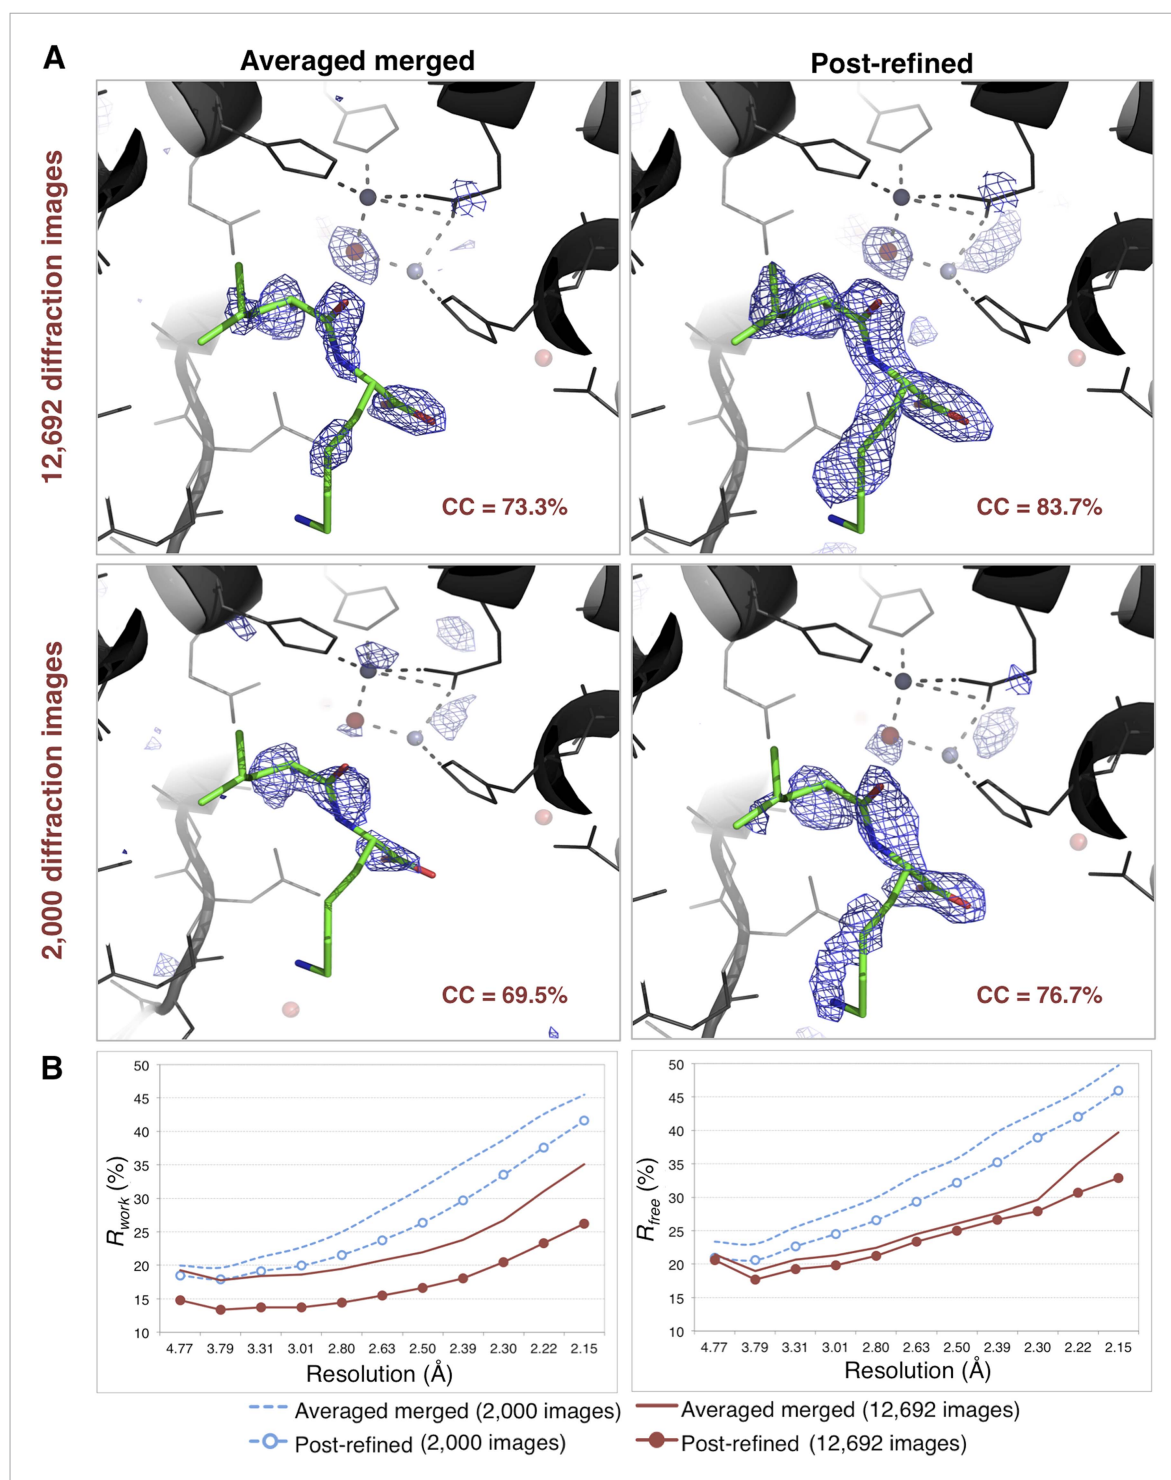 A
Averaged merged
Post-refined
12,692 diffraction images
CC = 73.3%
CC = 83.7%
2,000 diffraction images
CC = 69.5%
CC = 76.7%
B
50
45
40
35
30
25
20
15
10
Rwork (%)
4.77 3.79 3.31 3.01 2.80 2.63 2.50 2.39 2.30 2.22 2.15
Resolution (Å)
50
45
40
35
30
25
20
15
10
Rfree (%)
4.77 3.79 3.31 3.01 2.80 2.63 2.50 2.39 2.30 2.22 2.15
Resolution (Å)
Averaged merged (2,000 images)
Averaged merged (12,692 images)
Post-refined (2,000 images)
Post-refined (12,692 images)